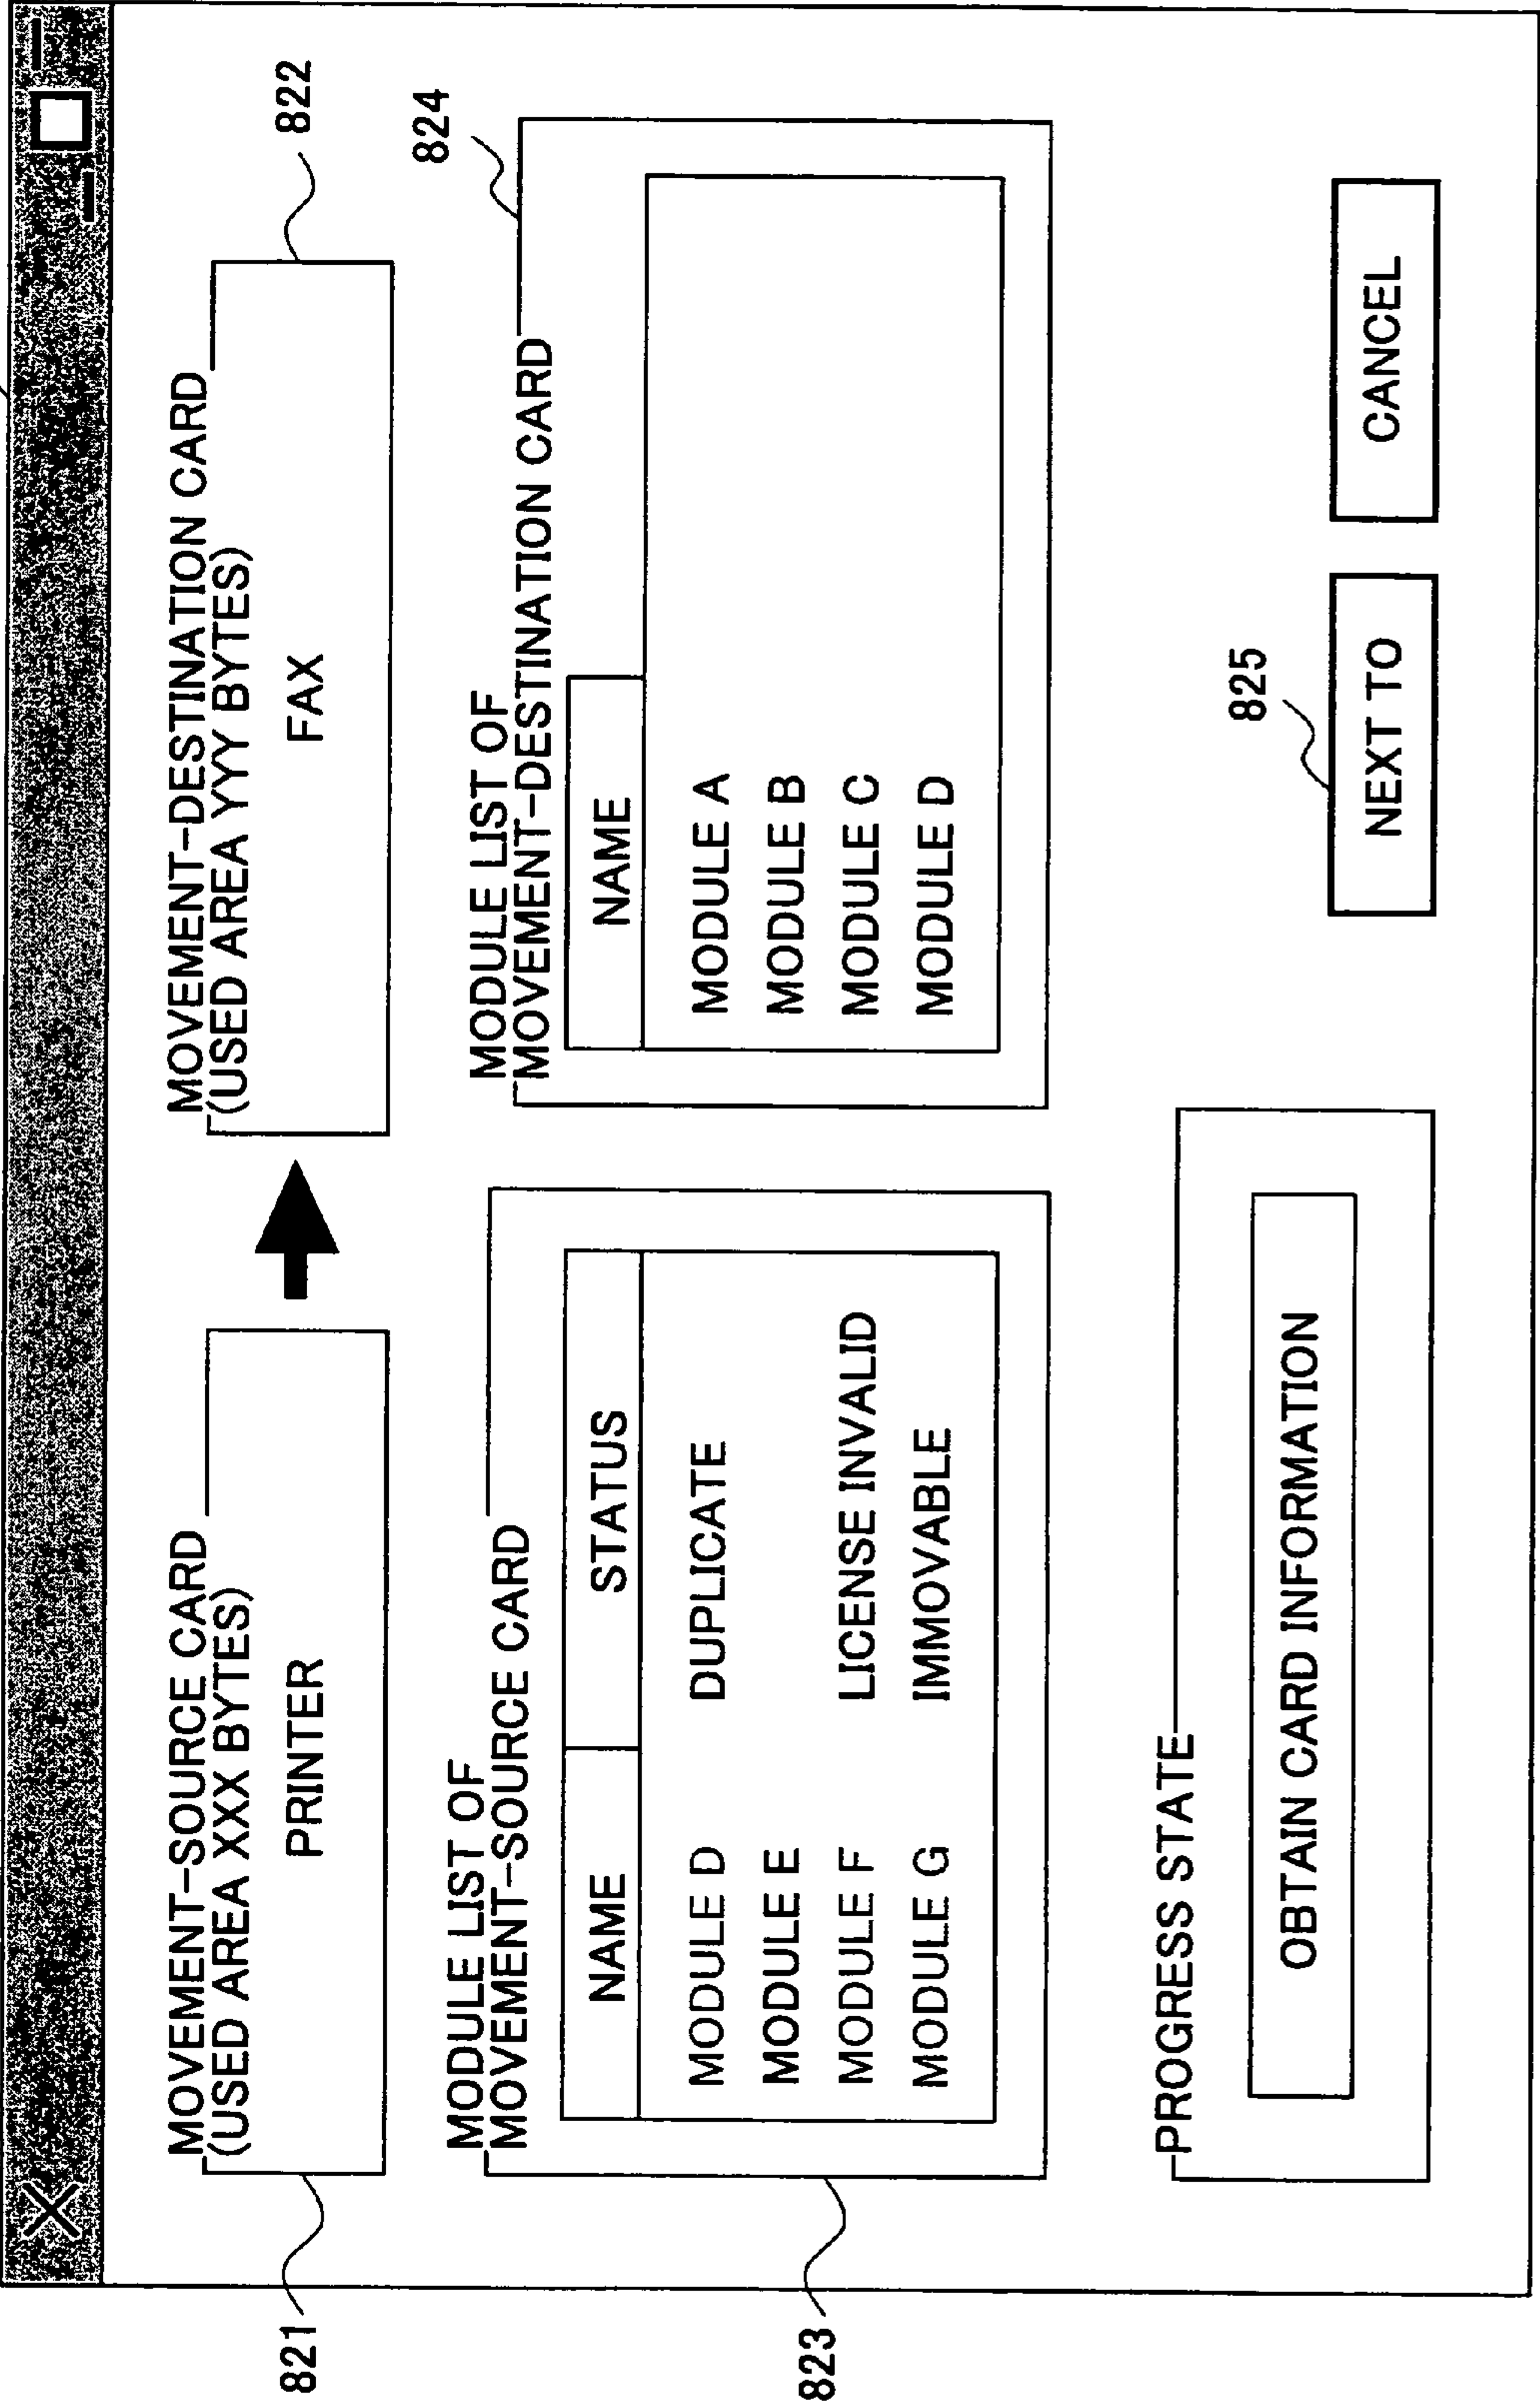 MOVEMENT-SOURCE CARD
(USED AREA XXX BYTES)
PRINTER
821
MOVEMENT-DESTINATION CARD
(USED AREA YYY BYTES)
FAX
822
MODULE LIST OF
MOVEMENT-SOURCE CARD
NAME STATUS
MODULE D DUPLICATE
MODULE E
MODULE F LICENSE INVALID
MODULE G IMMOVABLE
823
MODULE LIST OF
MOVEMENT-DESTINATION CARD
NAME
MODULE A
MODULE B
MODULE C
MODULE D
824
PROGRESS STATE
OBTAIN CARD INFORMATION
825
NEXT TO
CANCEL